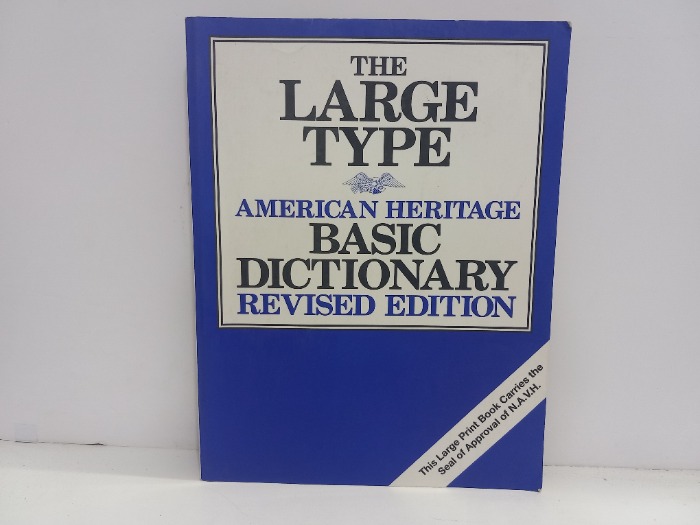 THE
LARGE
TYPE
AMERICAN HERITAGE
BASIC
DICTIONARY
REVISED EDITION
This Large Print Book Carries the
Seal of Approval of N.A.V.H.